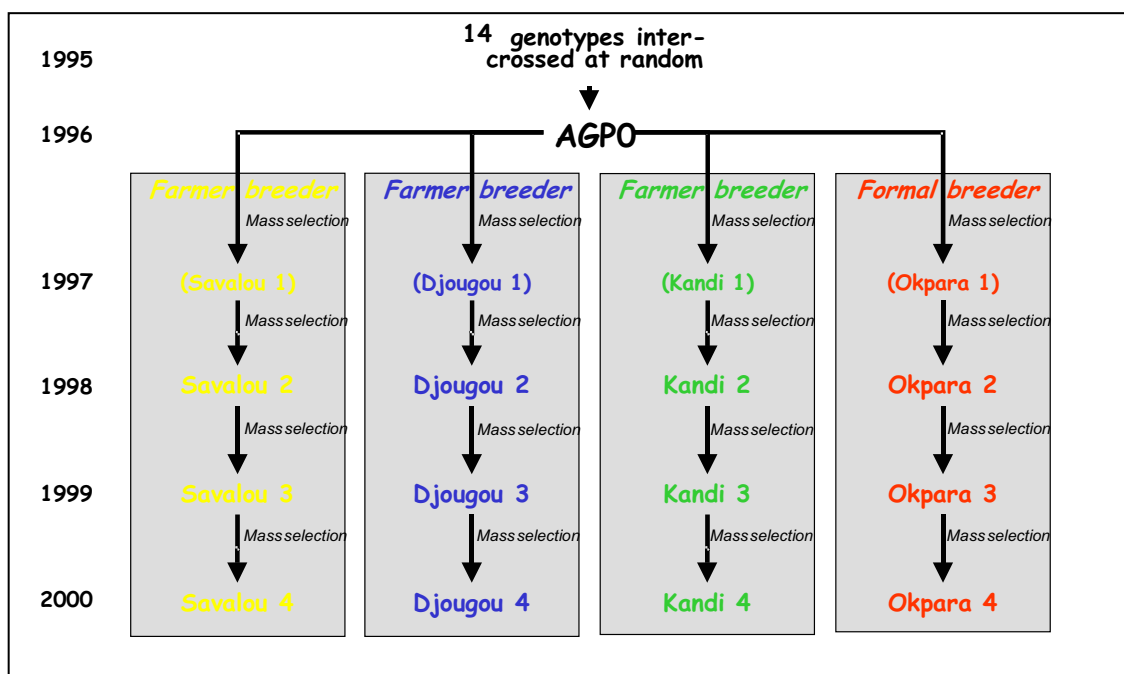 14 genotypes inter-
crossed at random
1995
1996
AGPO
Farmer breeder
Farmer breeder
Farmer breeder
Formal breeder
Mass selection
Mass selection
Mass selection
Mass selection
1997
(Savalou 1)
(Djougou 1)
(Kandi 1)
(Okpara 1)
Mass selection
Mass selection
Mass selection
Mass selection
1998
Savalou 2
Djougou 2
Kandi 2
Okpara 2
Mass selection
Mass selection
Mass selection
Mass selection
1999
Savalou 3
Djougou 3
Kandi 3
Okpara 3
Mass selection
Mass selection
Mass selection
Mass selection
2000
Savalou 4
Djougou 4
Kandi 4
Okpara 4